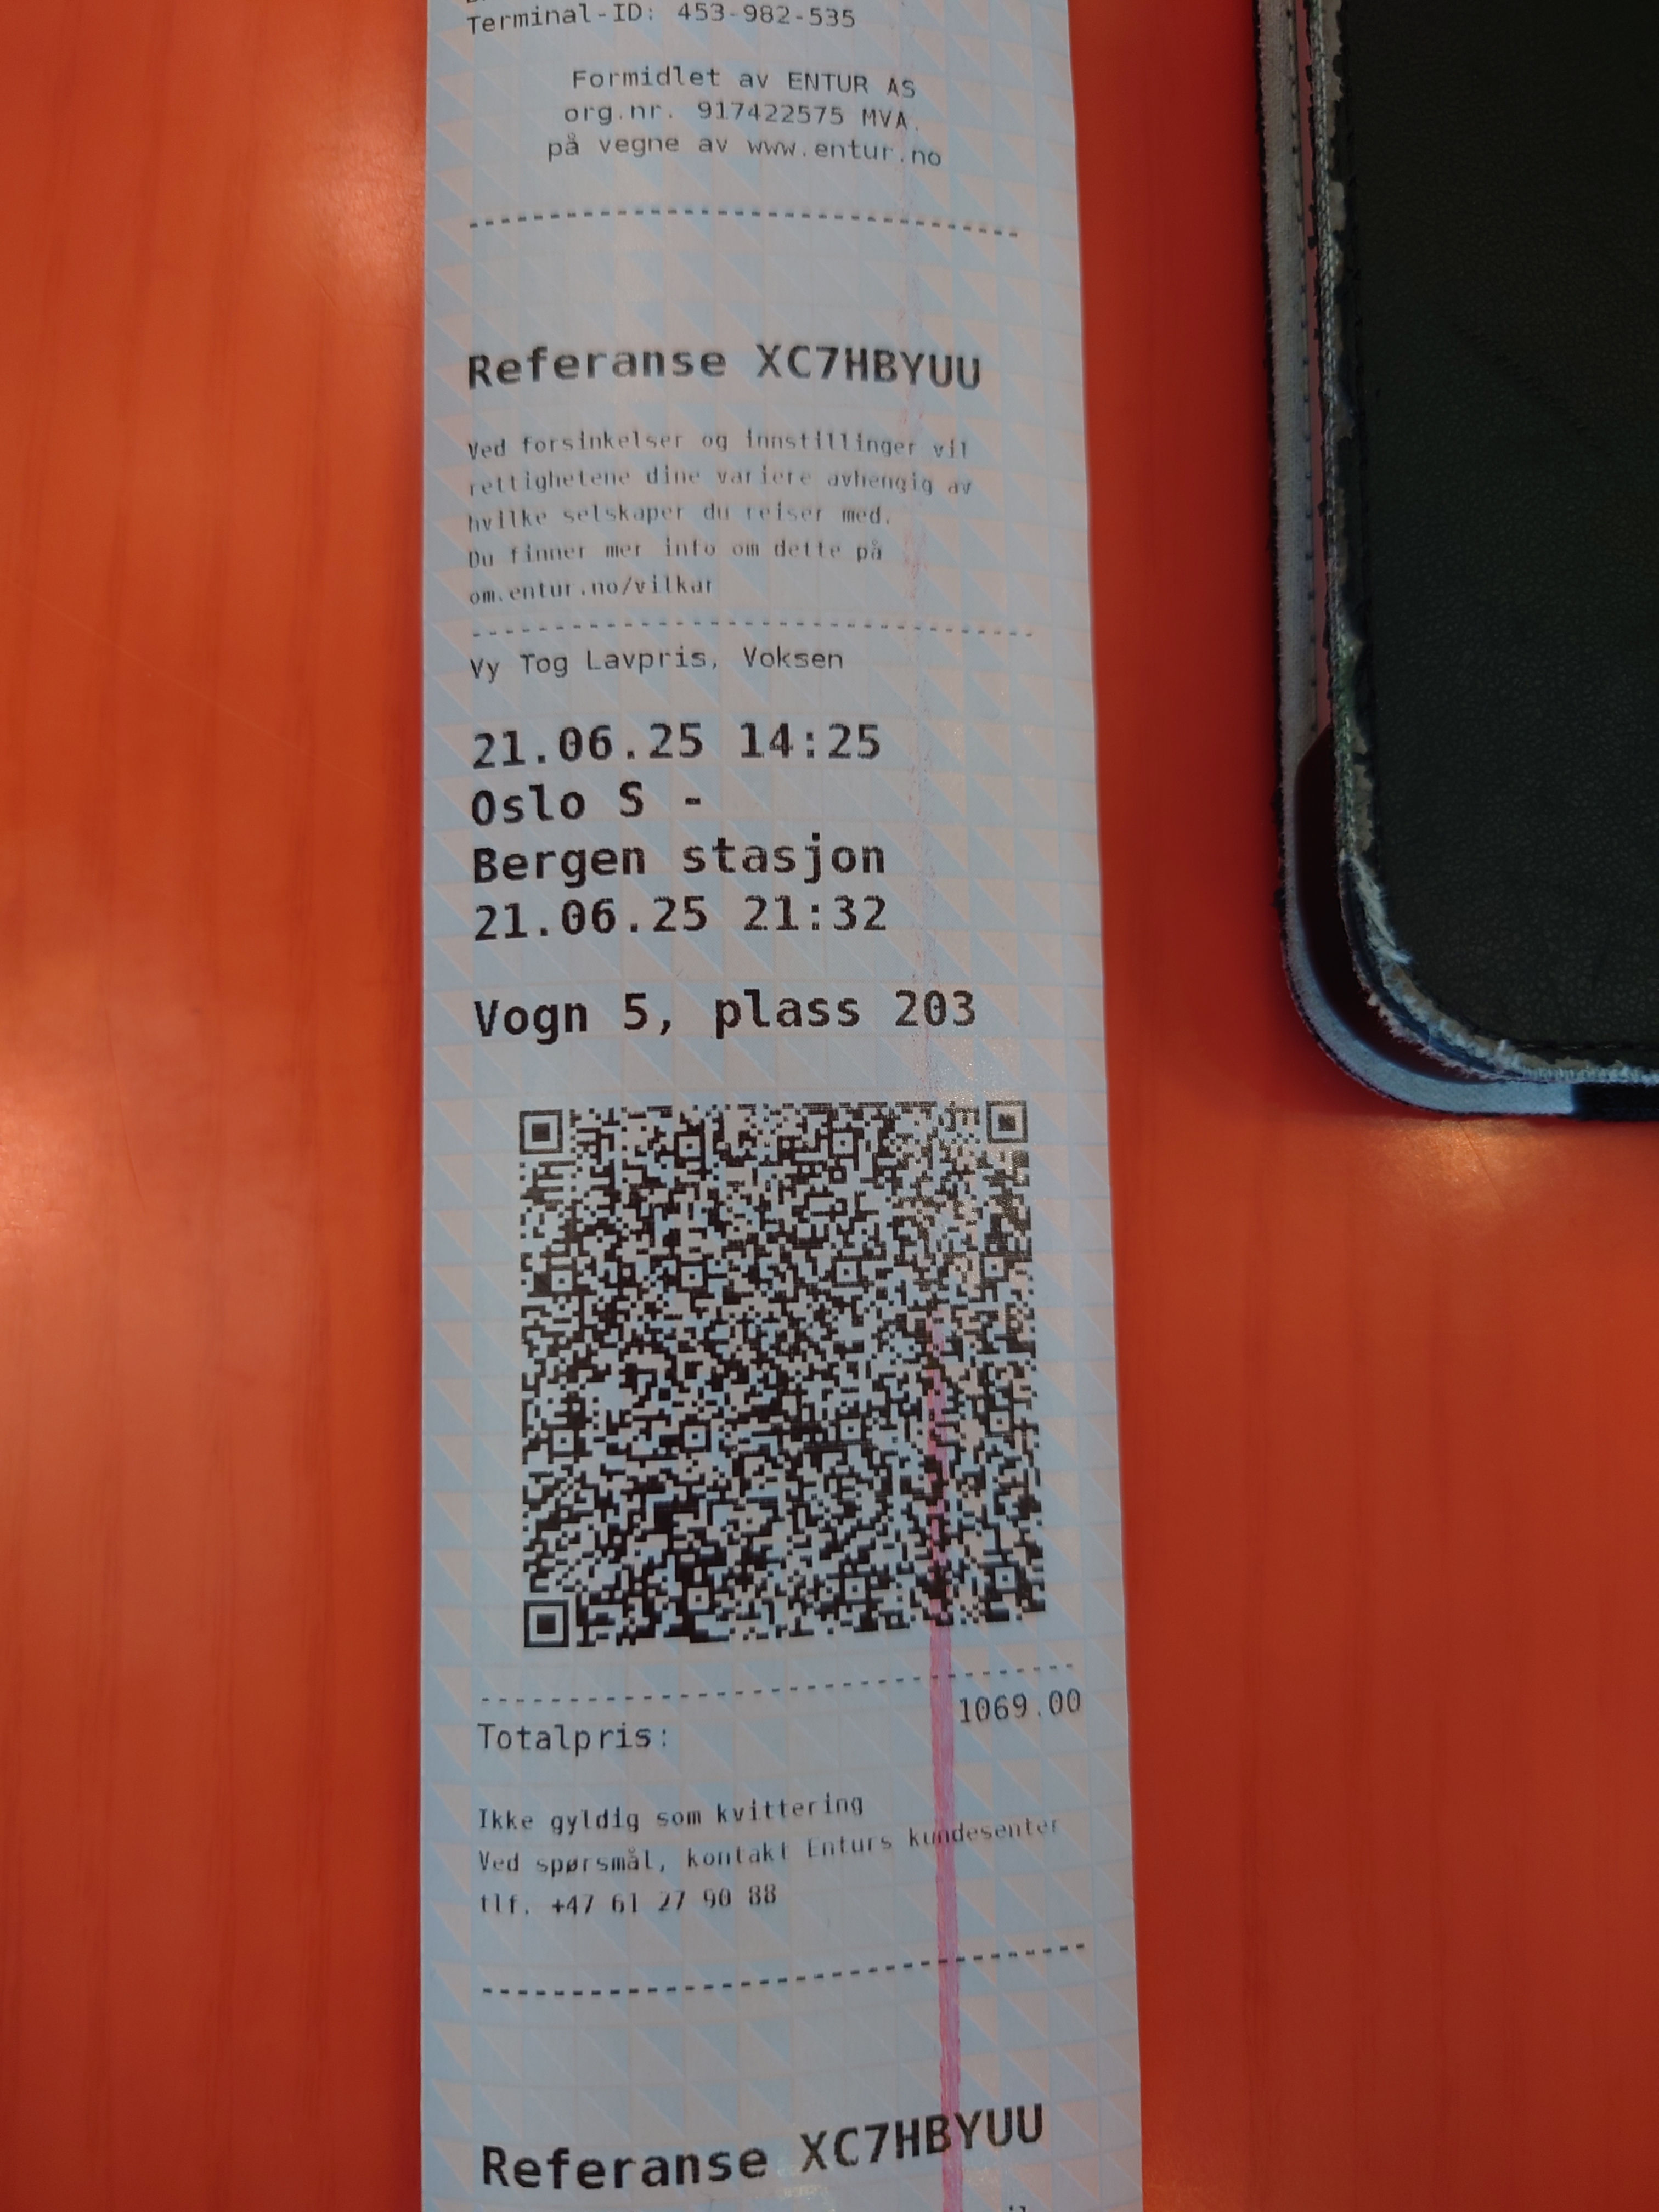 Terminal-ID: 453-982-535
Formidlet av ENTUR AS
org.nr. 917422575 MVA.
på vegne av www.entur.no
Referanse XC7HBYUU
Ved forsinkelser og innstillinger vil
rettighetene dine variere avhengig av
hvilke selskaper du reiser med.
Du finner mer info om dette på
om.entur.no/vilkar
Vy Tog Lavpris, Voksen
21.06.25 14:25
Oslo S -
Bergen stasjon
21.06.25 21:32
Vogn 5, plass 203
Totalpris: 1069.00
Ikke gyldig som kvittering
Ved spørsmål, kontakt Enturs kundesenter
tlf. +47 61 27 90 88
Referanse XC7HBYUU